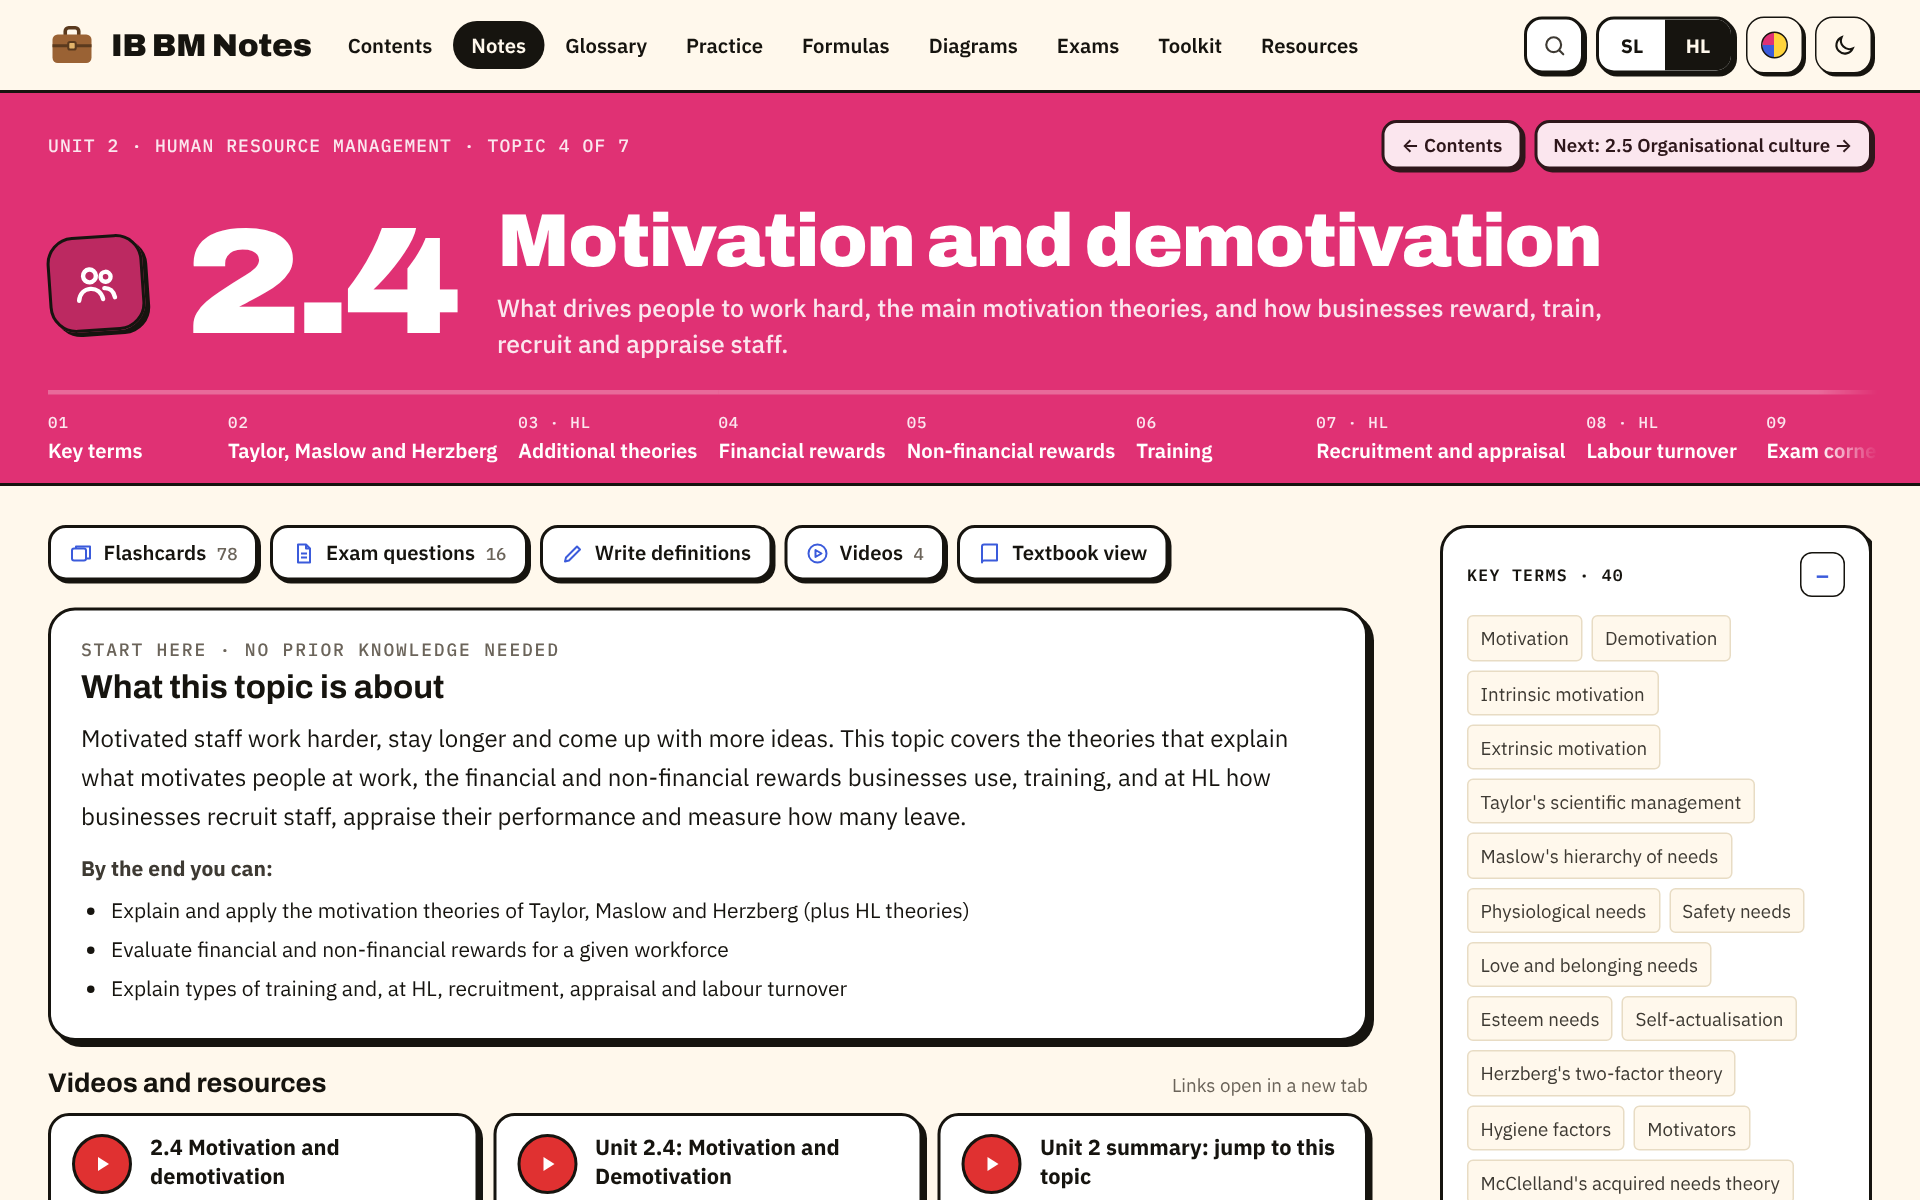 IB BM Notes
Contents
Notes
Glossary
Practice
Formulas
Diagrams
Exams
Toolkit
Resources
SL
HL
UNIT 2 · HUMAN RESOURCE MANAGEMENT · TOPIC 4 OF 7
← Contents
Next: 2.5 Organisational culture →
2.4
Motivation and demotivation
What drives people to work hard, the main motivation theories, and how businesses reward, train,
recruit and appraise staff.
01
Key terms
02
Taylor, Maslow and Herzberg
03 · HL
Additional theories
04
Financial rewards
05
Non-financial rewards
06
Training
07 · HL
Recruitment and appraisal
08 · HL
Labour turnover
09
Exam corne
Flashcards 78
Exam questions 16
Write definitions
Videos 4
Textbook view
START HERE · NO PRIOR KNOWLEDGE NEEDED
What this topic is about
Motivated staff work harder, stay longer and come up with more ideas. This topic covers the theories that explain
what motivates people at work, the financial and non-financial rewards businesses use, training, and at HL how
businesses recruit staff, appraise their performance and measure how many leave.
By the end you can:
• Explain and apply the motivation theories of Taylor, Maslow and Herzberg (plus HL theories)
• Evaluate financial and non-financial rewards for a given workforce
• Explain types of training and, at HL, recruitment, appraisal and labour turnover
Videos and resources
Links open in a new tab
2.4 Motivation and
demotivation
Unit 2.4: Motivation and
Demotivation
Unit 2 summary: jump to this
topic
KEY TERMS · 40
–
Motivation
Demotivation
Intrinsic motivation
Extrinsic motivation
Taylor's scientific management
Maslow's hierarchy of needs
Physiological needs
Safety needs
Love and belonging needs
Esteem needs
Self-actualisation
Herzberg's two-factor theory
Hygiene factors
Motivators
McClelland's acquired needs theory